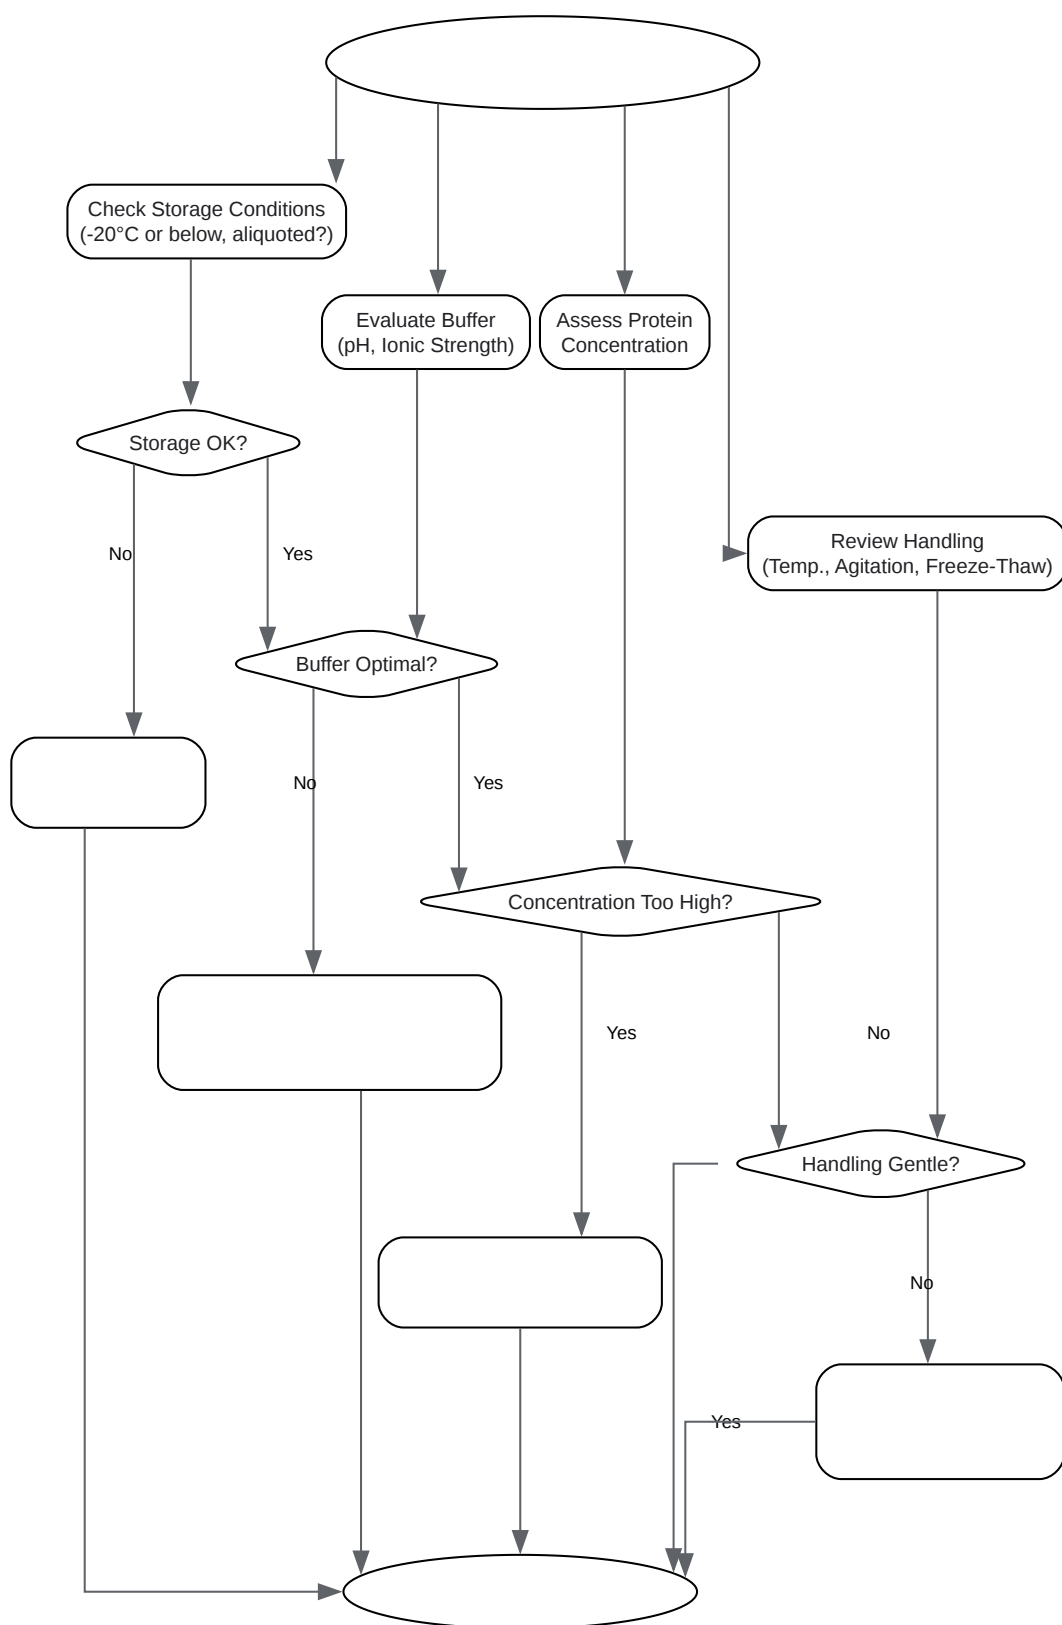 Check Storage Conditions
(-20°C or below, aliquoted?)
Evaluate Buffer
(pH, Ionic Strength)
Assess Protein
Concentration
Storage OK?
Review Handling
(Temp., Agitation, Freeze-Thaw)
No
Yes
Buffer Optimal?
No
Yes
Concentration Too High?
Yes
No
Handling Gentle?
No
Yes